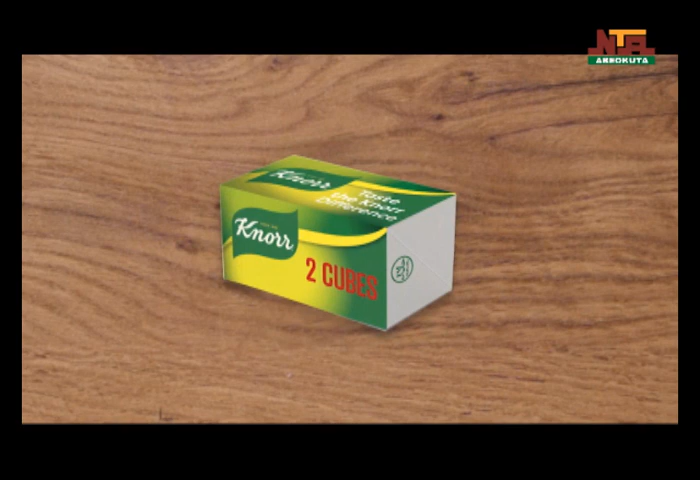 NTA
ABEOKUTA
Knorr
Taste
the Knorr
Difference
Knorr
2 CUBES